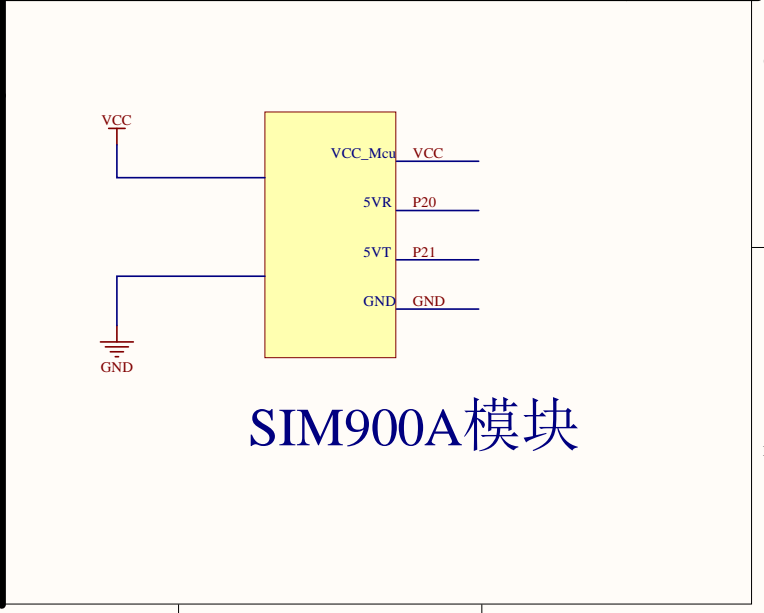 VCC
VCC_Mcu VCC
5VR P20
5VT P21
GND GND
GND
SIM900A模块